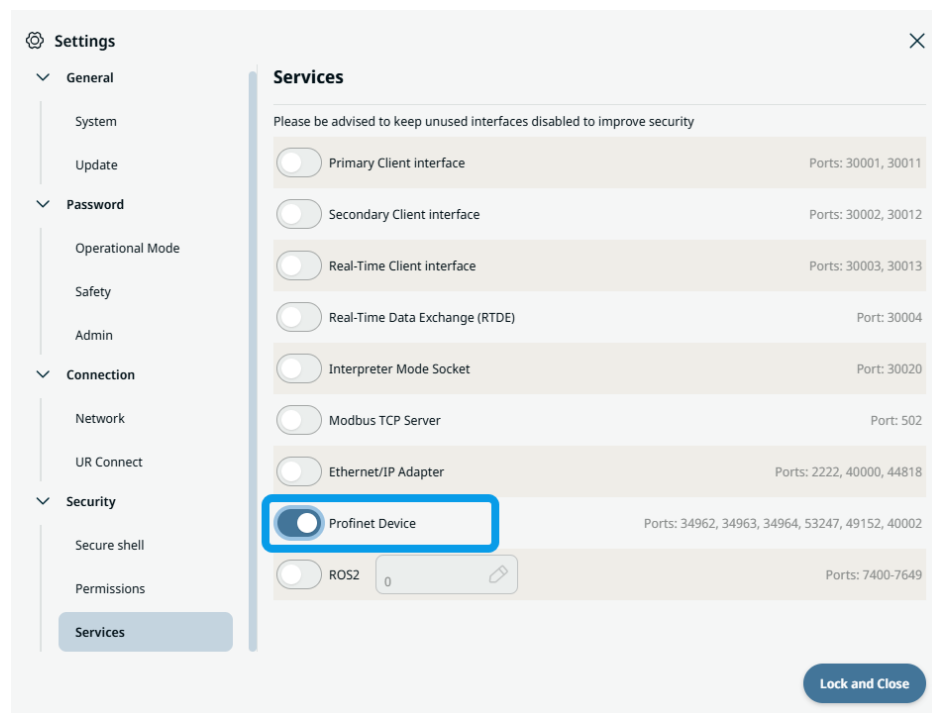 Settings
General
System
Update
Password
Operational Mode
Safety
Admin
Connection
Network
UR Connect
Security
Secure shell
Permissions
Services
Services
Please be advised to keep unused interfaces disabled to improve security
Primary Client interface Ports: 30001, 30011
Secondary Client interface Ports: 30002, 30012
Real-Time Client interface Ports: 30003, 30013
Real-Time Data Exchange (RTDE) Port: 30004
Interpreter Mode Socket Port: 30020
Modbus TCP Server Port: 502
Ethernet/IP Adapter Ports: 2222, 40000, 44818
Profinet Device Ports: 34962, 34963, 34964, 53247, 49152, 40002
ROS2 0 Ports: 7400-7649
Lock and Close